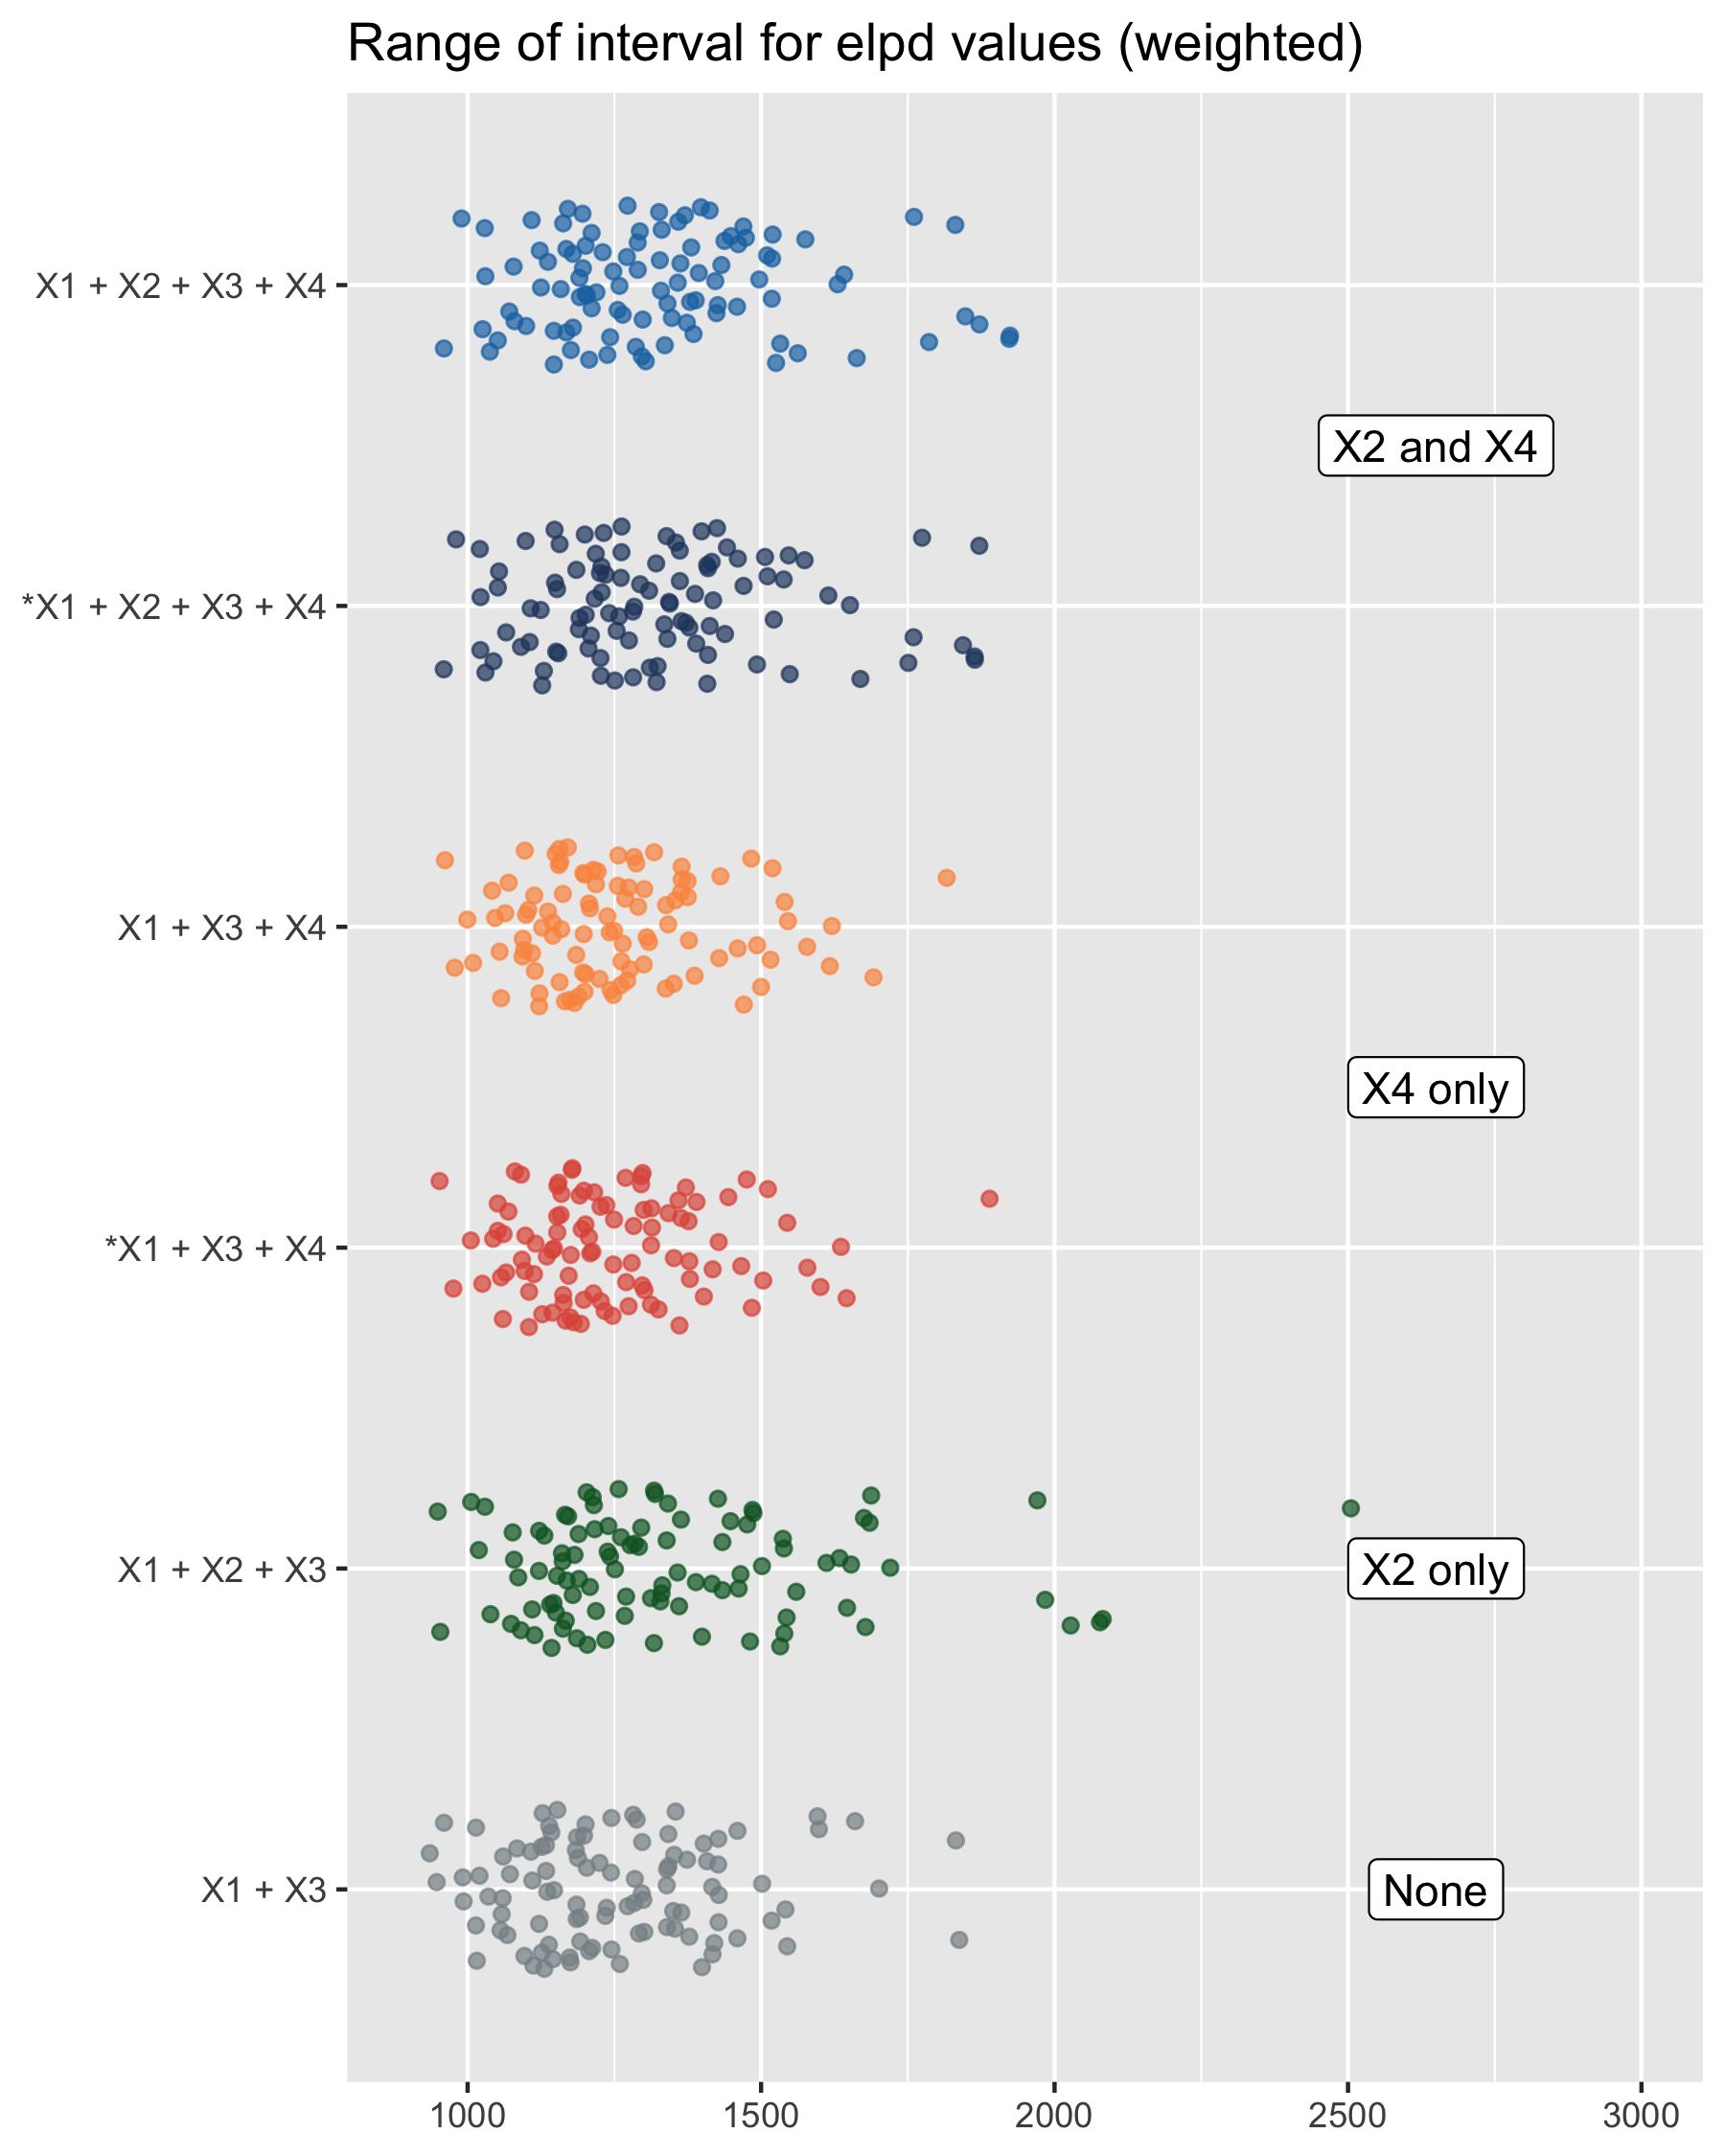 Range of interval for elpd values (weighted)
X1 + X2 + X3 + X4
X2 and X4
*X1 + X2 + X3 + X4
X1 + X3 + X4
X4 only
*X1 + X3 + X4
X1 + X2 + X3
X2 only
X1 + X3
None
1000 1500 2000 2500 3000